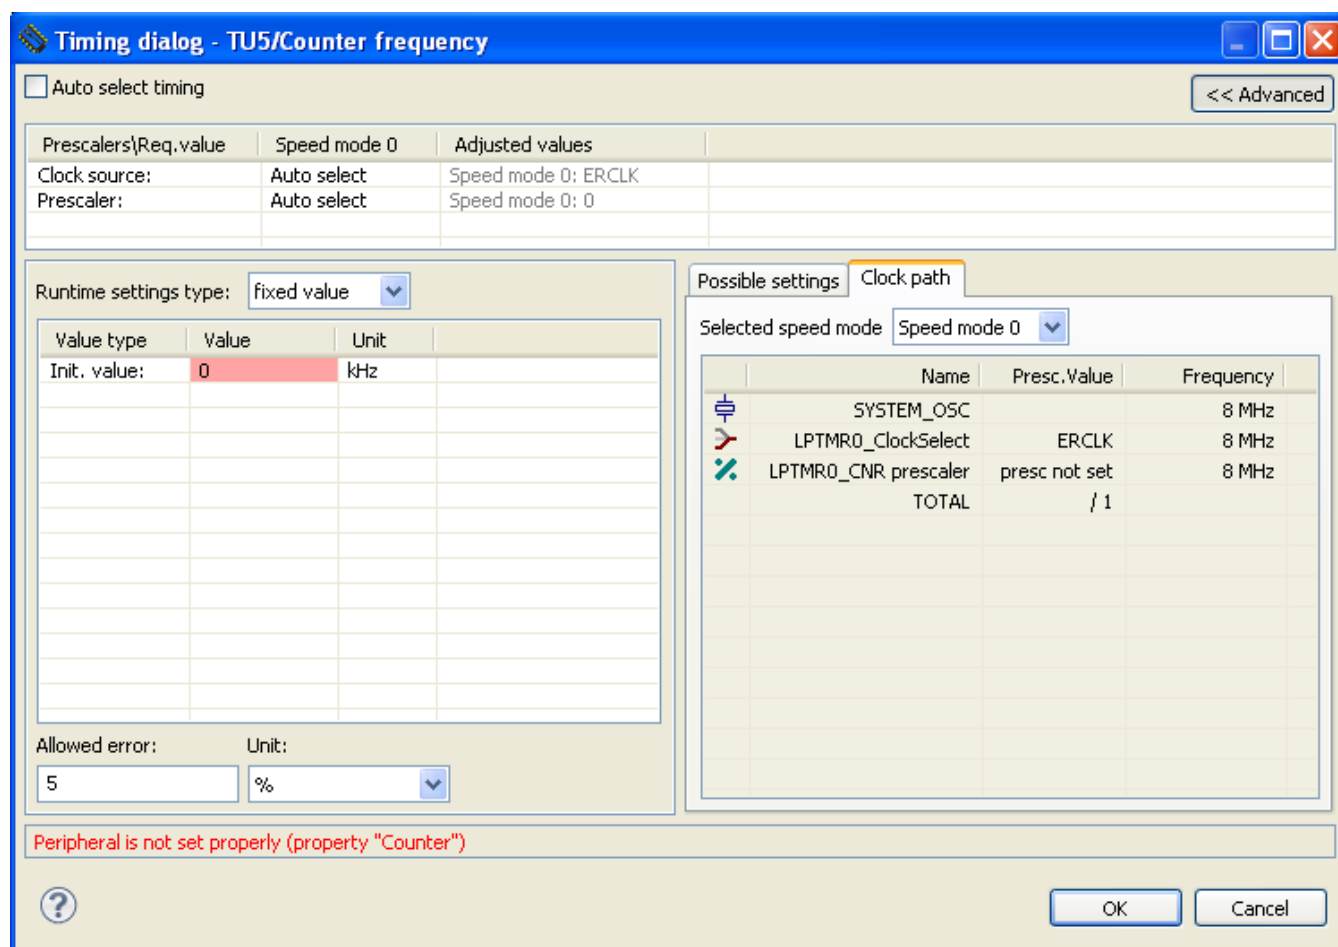 Timing dialog - TU5/Counter frequency
Auto select timing
<< Advanced
Prescalers\Req.value Speed mode 0 Adjusted values
Clock source: Auto select Speed mode 0: ERCLK
Prescaler: Auto select Speed mode 0: 0
Runtime settings type: fixed value
Value type Value Unit
Init. value: 0 kHz
Allowed error: Unit:
5 %
Possible settings Clock path
Selected speed mode Speed mode 0
Name Presc.Value Frequency
SYSTEM_OSC 8 MHz
LPTMR0_ClockSelect ERCLK 8 MHz
LPTMR0_CNR prescaler presc not set 8 MHz
TOTAL / 1
Peripheral is not set properly (property "Counter")
?
OK Cancel